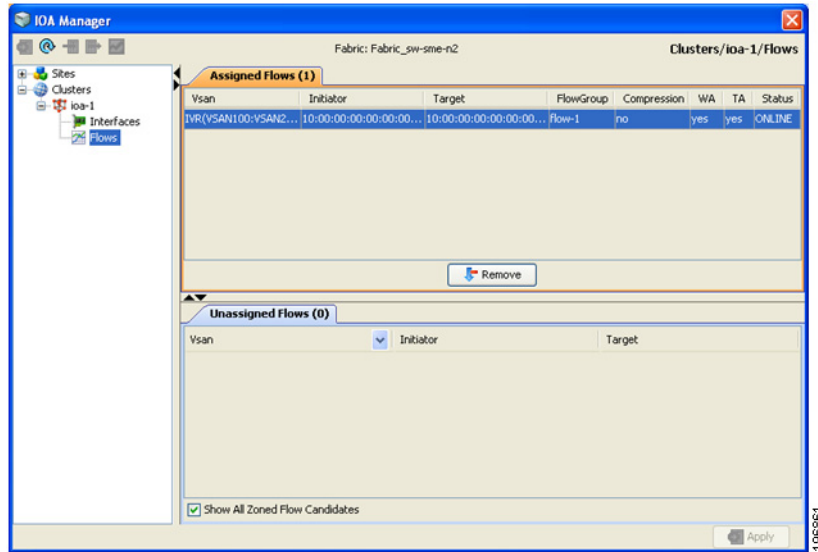 IOA Manager
Fabric: Fabric_sw-sme-n2
Clusters/ioa-1/Flows
Sites
Clusters
ioa-1
Interfaces
Flows
Assigned Flows (1)
Vsan Initiator Target FlowGroup Compression WA TA Status
IVR(VSAN100:VSAN2... 10:00:00:00:00:00:00... 10:00:00:00:00:00:00... flow-1 no yes yes ONLINE
Remove
Unassigned Flows (0)
Vsan Initiator Target
Show All Zoned Flow Candidates
Apply
196861